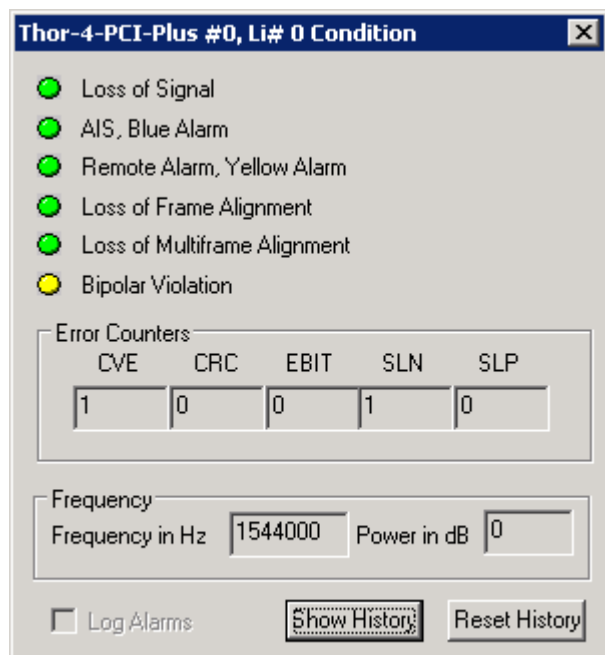 Thor-4-PCI-Plus #0, Li# 0 Condition
Loss of Signal
AIS, Blue Alarm
Remote Alarm, Yellow Alarm
Loss of Frame Alignment
Loss of Multiframe Alignment
Bipolar Violation
Error Counters
CVE CRC EBIT SLN SLP
1 0 0 1 0
Frequency
Frequency in Hz 1544000 Power in dB 0
Log Alarms Show History Reset History